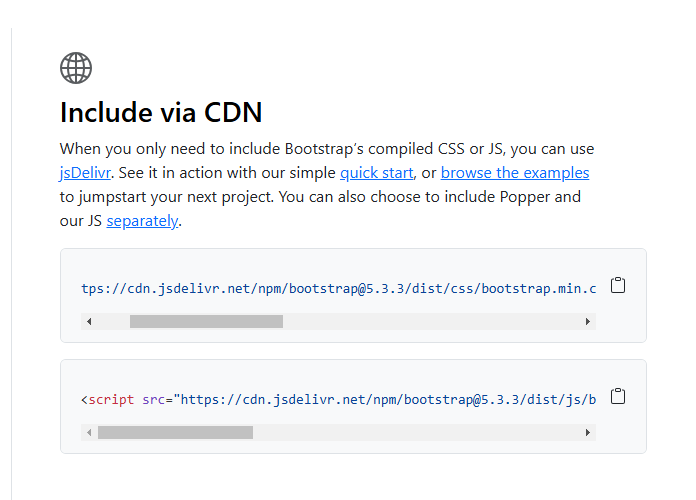 Include via CDN
When you only need to include Bootstrap’s compiled CSS or JS, you can use
jsDelivr. See it in action with our simple quick start, or browse the examples
to jumpstart your next project. You can also choose to include Popper and
our JS separately.
tps://cdn.jsdelivr.net/npm/bootstrap@5.3.3/dist/css/bootstrap.min.c
<script src="https://cdn.jsdelivr.net/npm/bootstrap@5.3.3/dist/js/b